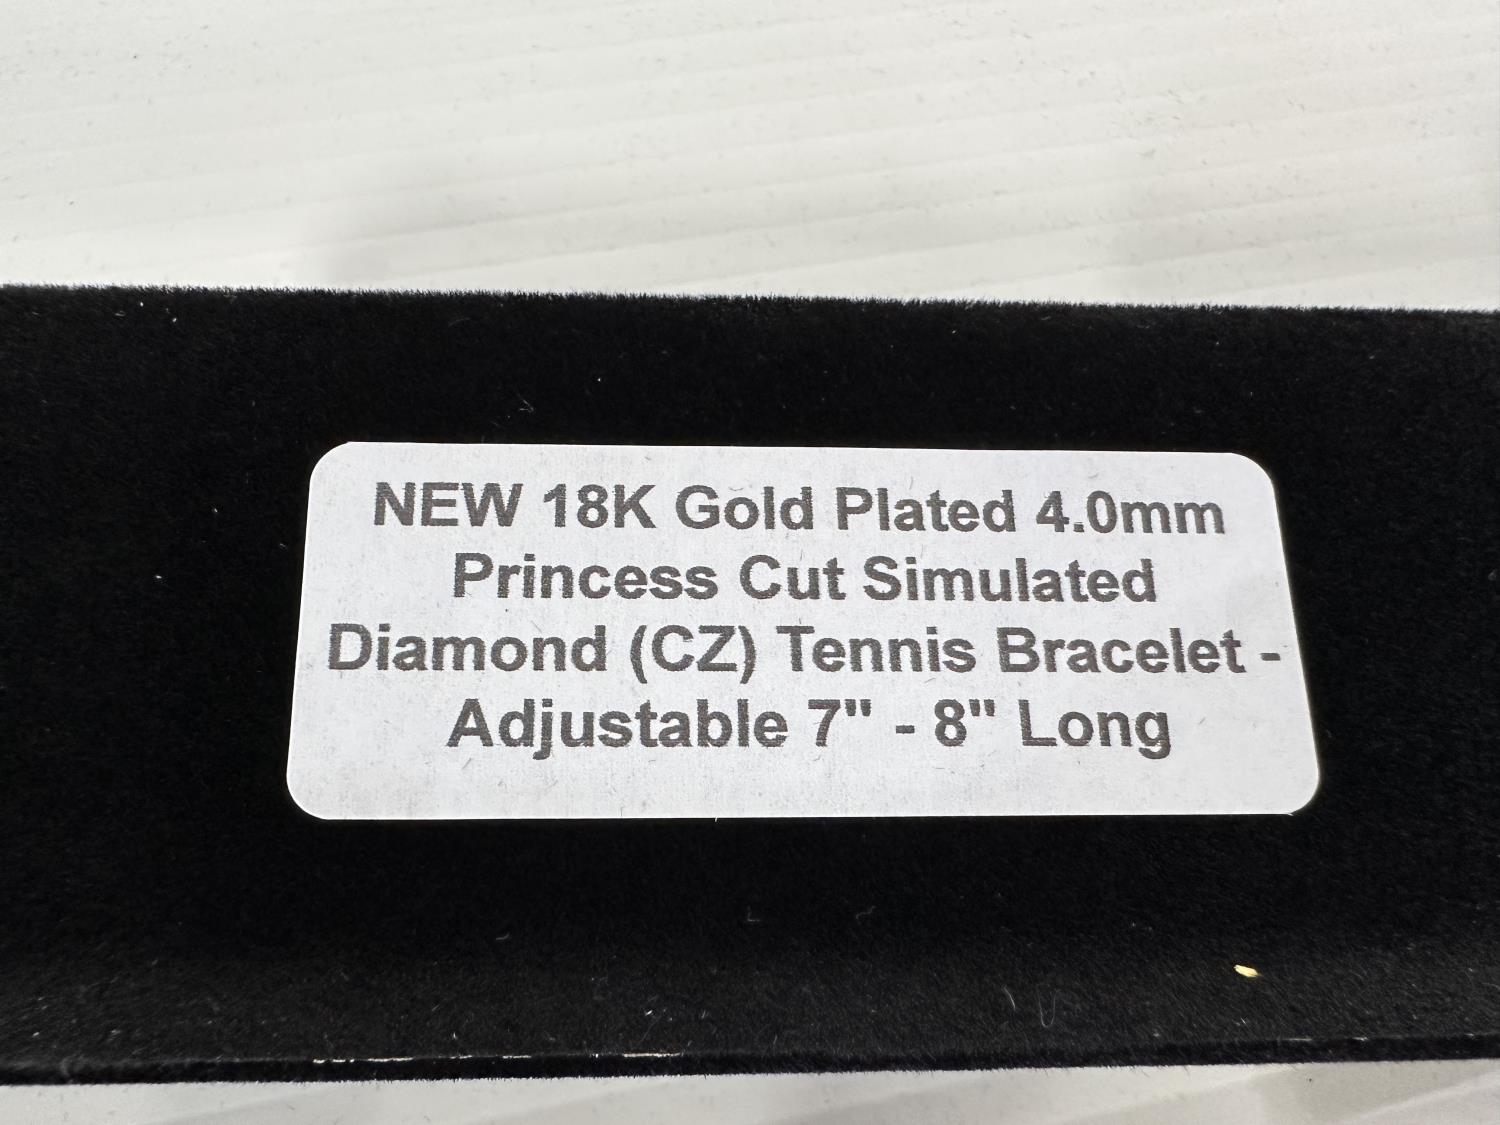 NEW 18K Gold Plated 4.0mm
Princess Cut Simulated
Diamond (CZ) Tennis Bracelet -
Adjustable 7" - 8" Long